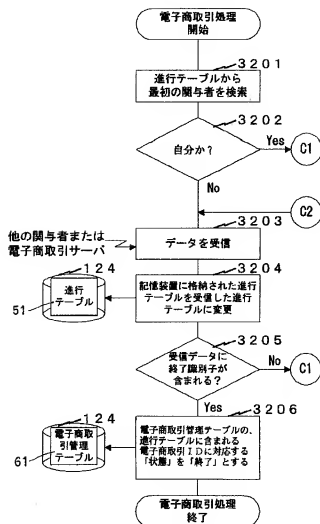 電子商取引処理
開始
3201
進行テーブルから
最初の関与者を検索
3202
自分か?
Yes
C1
No
C2
3203
他の関与者または
電子商取引サーバ
データを受信
3204
124
記憶装置に格納された進行
テーブルを受信した進行
テーブルに変更
進行
テーブル
51
3205
受信データに
終了識別子が
含まれる?
No
C1
Yes
3206
124
電子商取引管理テーブルの、
進行テーブルに含まれる
電子商取引IDに対応する
「状態」を「終了」とする
電子商取
引管理
テーブル
61
電子商取引処理
終了